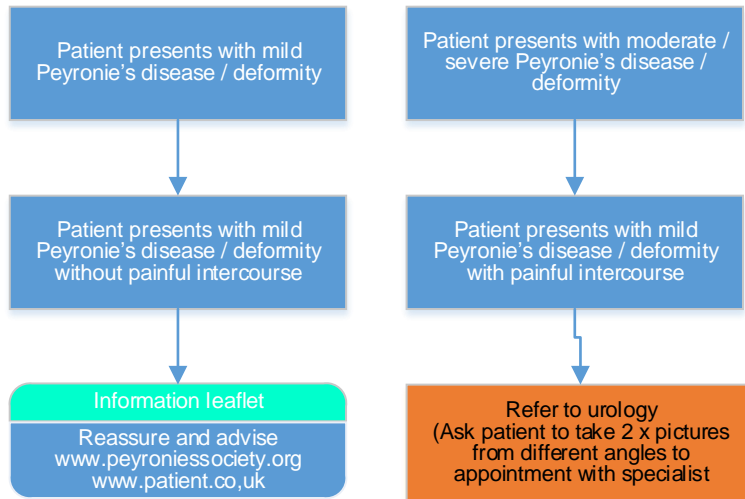 Patient presents with mild
Peyronie's disease / deformity
Patient presents with moderate /
severe Peyronie's disease /
deformity
Patient presents with mild
Peyronie's disease / deformity
without painful intercourse
Patient presents with mild
Peyronie's disease / deformity
with painful intercourse
Information leaflet
Reassure and advise
www.peyroniessociety.org
www.patient.co,uk
Refer to urology
(Ask patient to take 2 x pictures
from different angles to
appointment with specialist